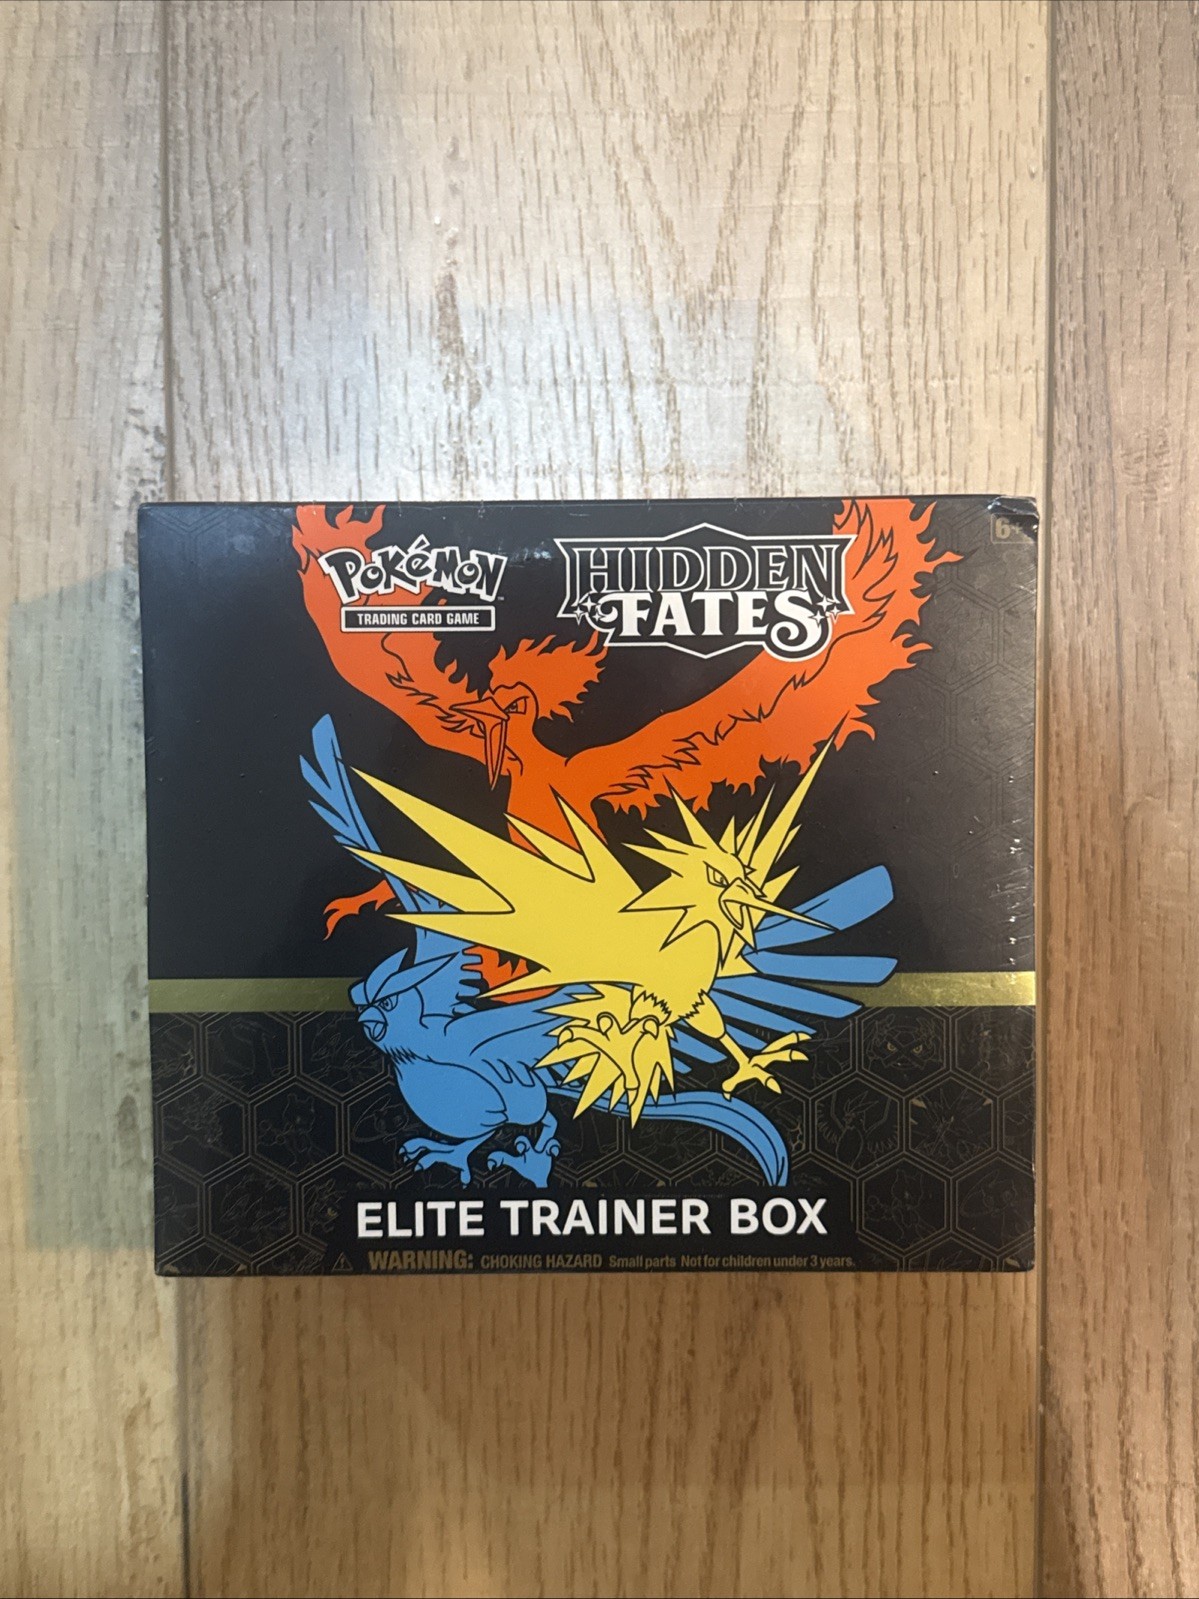 POKéMON
TRADING CARD GAME
HIDDEN
FATES
6+
ELITE TRAINER BOX
WARNING: CHOKING HAZARD Small parts Not for children under 3 years.